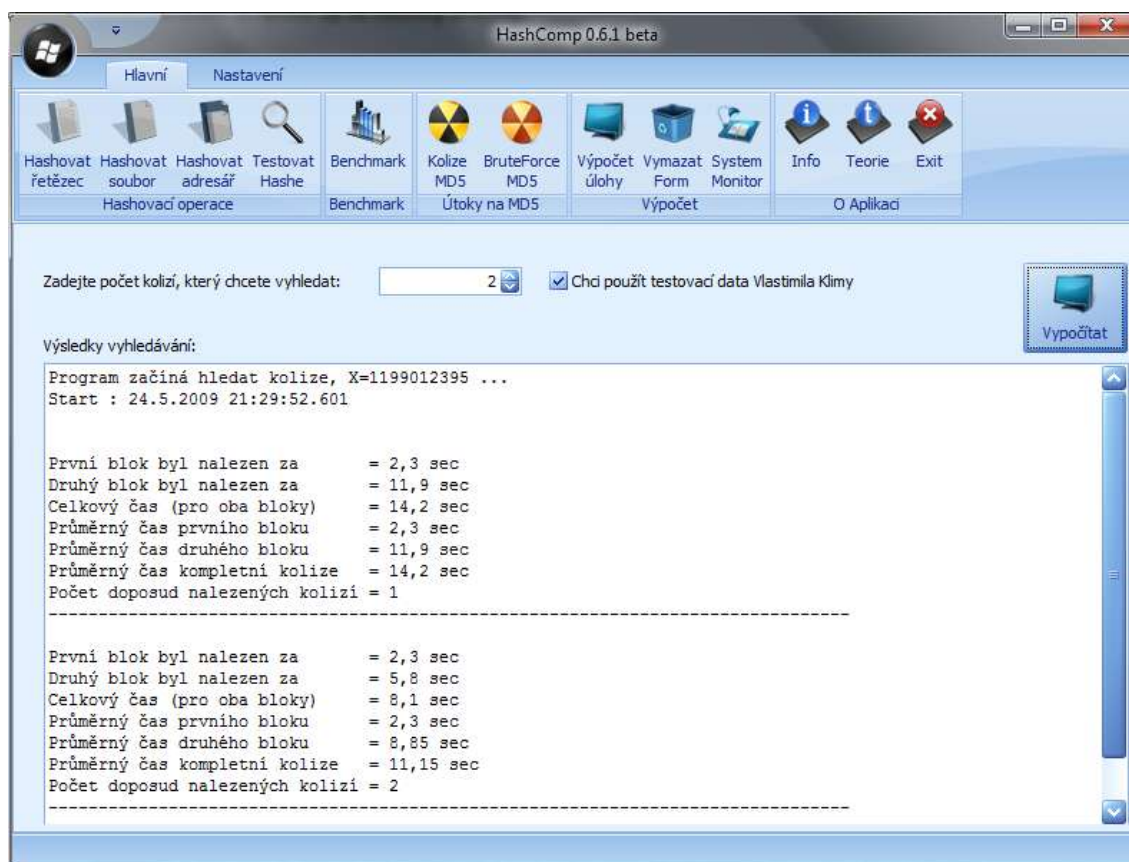 HashComp 0.6.1 beta
Hlavní Nastavení
Hashovat řetězec
Hashovat soubor
Hashovat adresář
Testovat Hashe
Benchmark
Kolize MD5
BruteForce MD5
Výpočet úlohy
Vymazat Form
System Monitor
Info
Teorie
Exit
Hashovací operace
Benchmark
Útoky na MD5
Výpočet
O Aplikaci
Zadejte počet kolizí, který chcete vyhledat: 2
Chci použít testovací data Vlastimila Klimy
Vypočítat
Výsledky vyhledávání:
Program začíná hledat kolize, X=1199012395 ...
Start : 24.5.2009 21:29:52.601
První blok byl nalezen za = 2,3 sec
Druhý blok byl nalezen za = 11,9 sec
Celkový čas (pro oba bloky) = 14,2 sec
Průměrný čas prvního bloku = 2,3 sec
Průměrný čas druhého bloku = 11,9 sec
Průměrný čas kompletní kolize = 14,2 sec
Počet doposud nalezených kolizí = 1
--------------------------------------------------------------------------------
První blok byl nalezen za = 2,3 sec
Druhý blok byl nalezen za = 5,8 sec
Celkový čas (pro oba bloky) = 8,1 sec
Průměrný čas prvního bloku = 2,3 sec
Průměrný čas druhého bloku = 8,85 sec
Průměrný čas kompletní kolize = 11,15 sec
Počet doposud nalezených kolizí = 2
--------------------------------------------------------------------------------